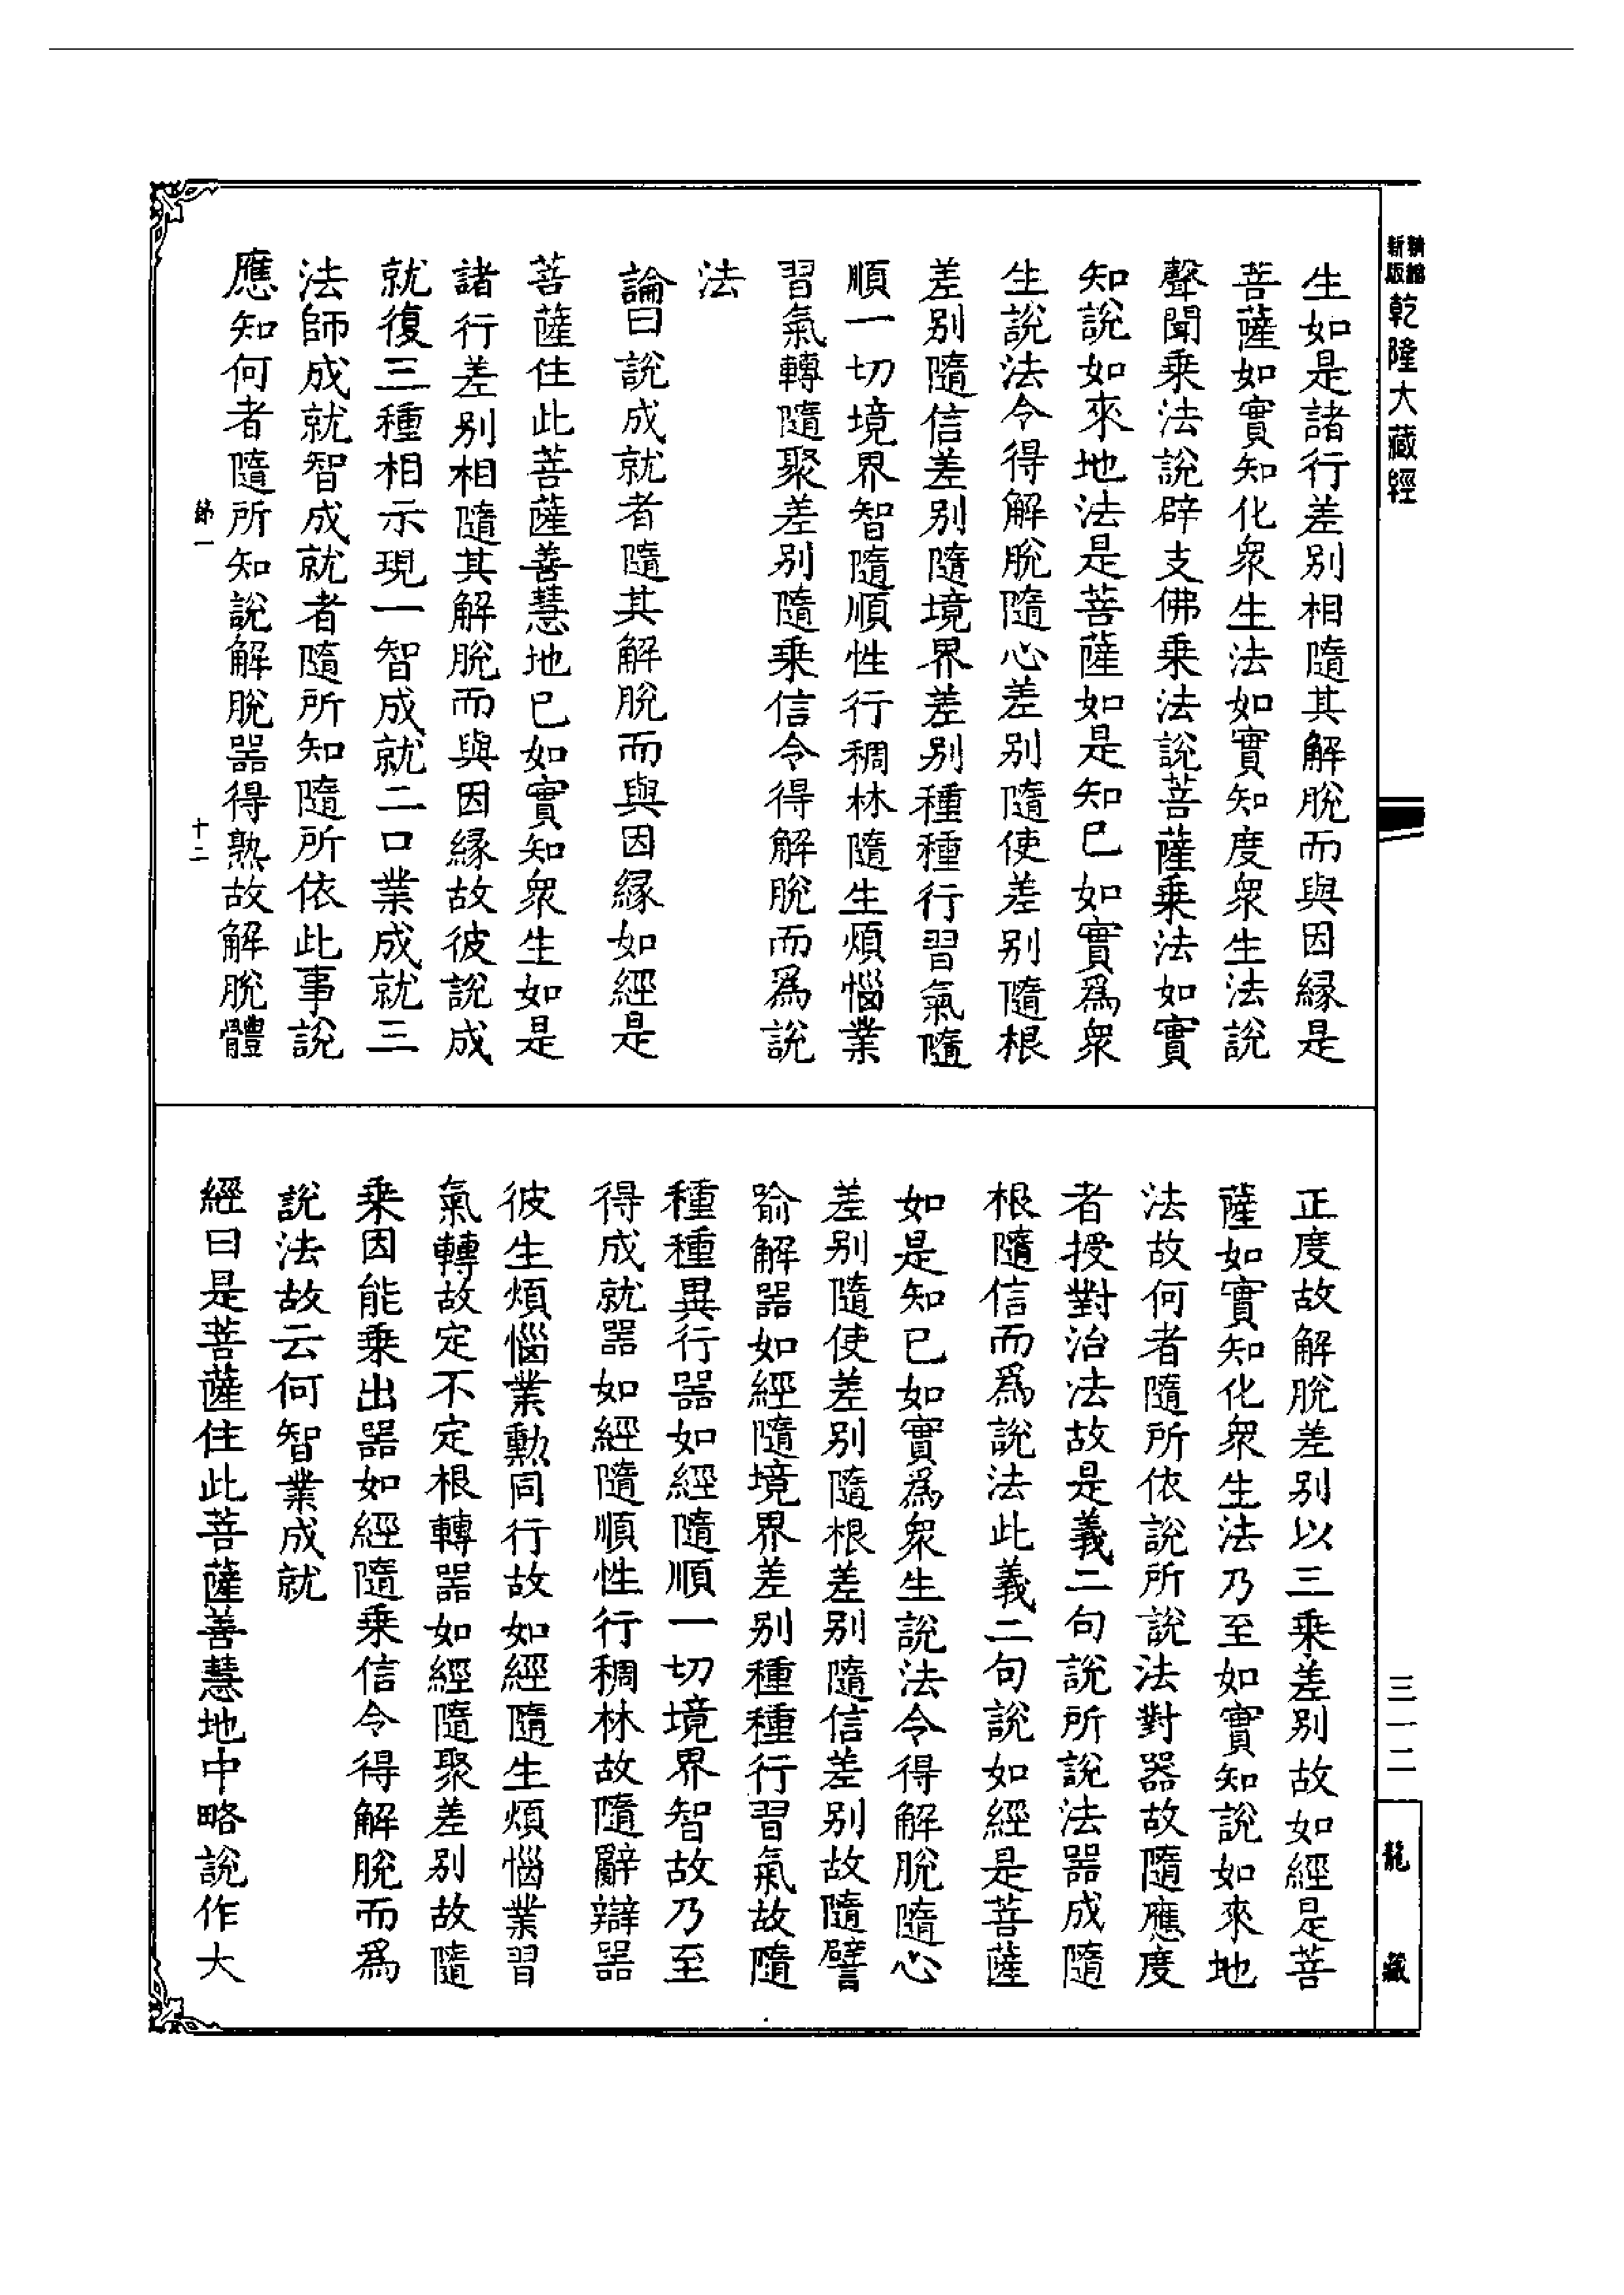 新編
新版
乾隆大藏經
生如是諸行差別相隨其解脫而與因緣是
菩薩如實知化衆生法如實知度衆生法說
聲聞乘法說辟支佛乘法說菩薩乘法如實
知說如來地法是菩薩如是知已如實爲衆
生說法令得解脫隨心差別隨使差別隨根
差別隨信差別隨境界差別種種行習氣隨
順一切境界智隨順性行稠林隨生煩惱業
習氣轉隨聚差別隨乘信令得解脫而爲說
法
論曰說成就者隨其解脫而與因緣如經是
菩薩住此菩薩善慧地已如實知衆生如是
諸行差別相隨其解脫而與因緣故彼說成
就復三種相示現一智成就二口業成就三
法師成就智成就者隨所知隨所依此事說
應知何者隨所知說解脫器得熟故解脫體
十二
正度故解脫差別以三乘差別故如經是菩
薩如實知化衆生法乃至如實知說如來地
法故何者隨所依說所說法對器故隨應度
者授對治法故是義二句說所說法器成隨
根隨信而爲說法此義二句說如經是菩薩
如是知已如實爲衆生說法令得解脫隨心
差別隨使差別隨根差別隨信差別故隨譬
喻解器如經隨境界差別種種行習氣故隨
種種異行器如經隨順一切境界智故乃至
得成就器如經隨順性行稠林故隨辭辯器
彼生煩惱業勳同行故如經隨生煩惱業習
氣轉故定不定根轉器如經隨聚差別故隨
乘因能乘出器如經隨乘信令得解脫而爲
說法故云何智業成就
經曰是菩薩住此菩薩善慧地中略說作大
三一二
龍藏